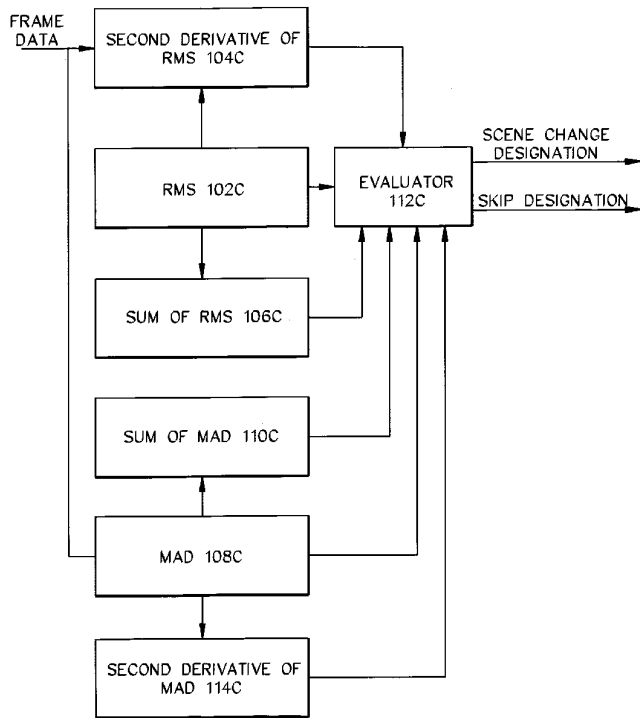 FRAME
DATA
SECOND DERIVATIVE OF
RMS 104C
RMS 102C
SUM OF RMS 106C
SUM OF MAD 110C
MAD 108C
SECOND DERIVATIVE OF
MAD 114C
EVALUATOR
112C
SCENE CHANGE
DESIGNATION
SKIP DESIGNATION